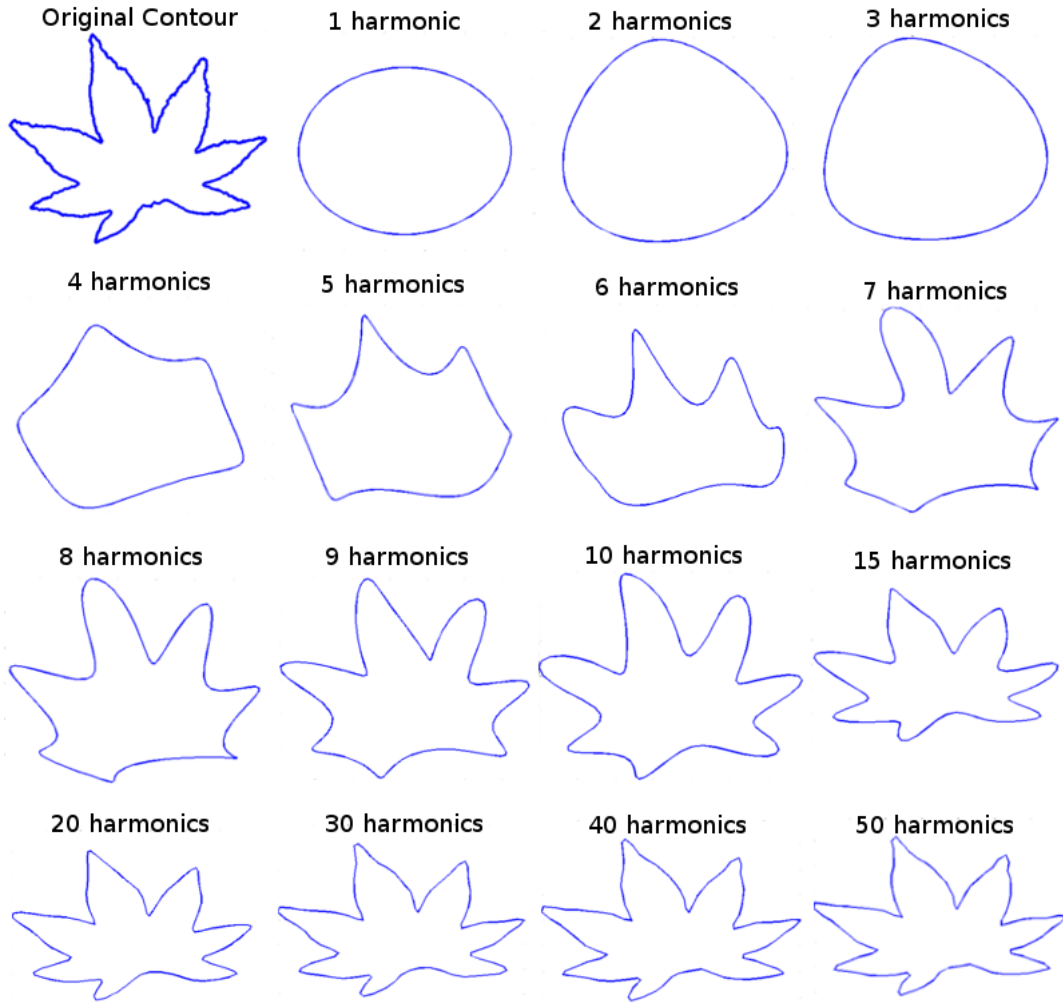 Original Contour
1 harmonic
2 harmonics
3 harmonics
4 harmonics
5 harmonics
6 harmonics
7 harmonics
8 harmonics
9 harmonics
10 harmonics
15 harmonics
20 harmonics
30 harmonics
40 harmonics
50 harmonics